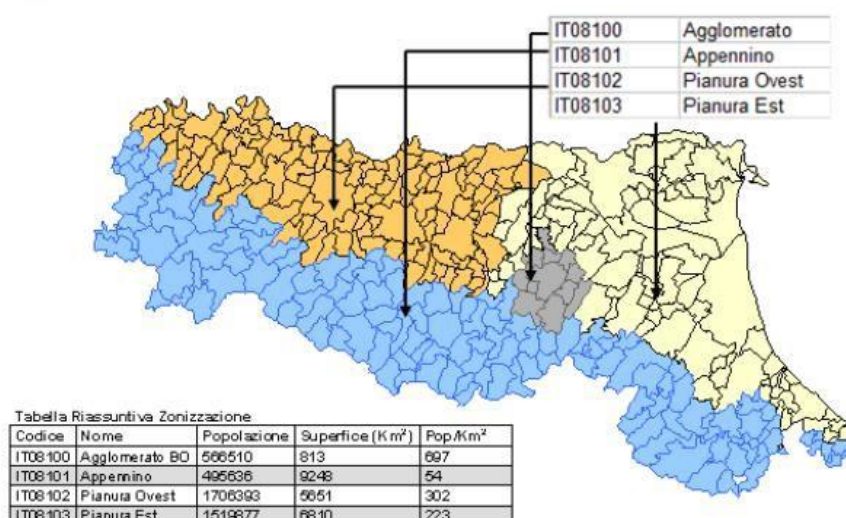 IT08100 Agglomerato
IT08101 Appennino
IT08102 Pianura Ovest
IT08103 Pianura Est
Tabella Riassuntiva Zonizzazione
Codice Nome Popolazione Superfice (Km²) Pop/Km²
IT08100 Agglomerato BO 566510 813 697
IT08101 Appennino 495636 9248 54
IT08102 Pianura Ovest 1706393 5651 302
IT08103 Pianura Est 1519877 6810 223